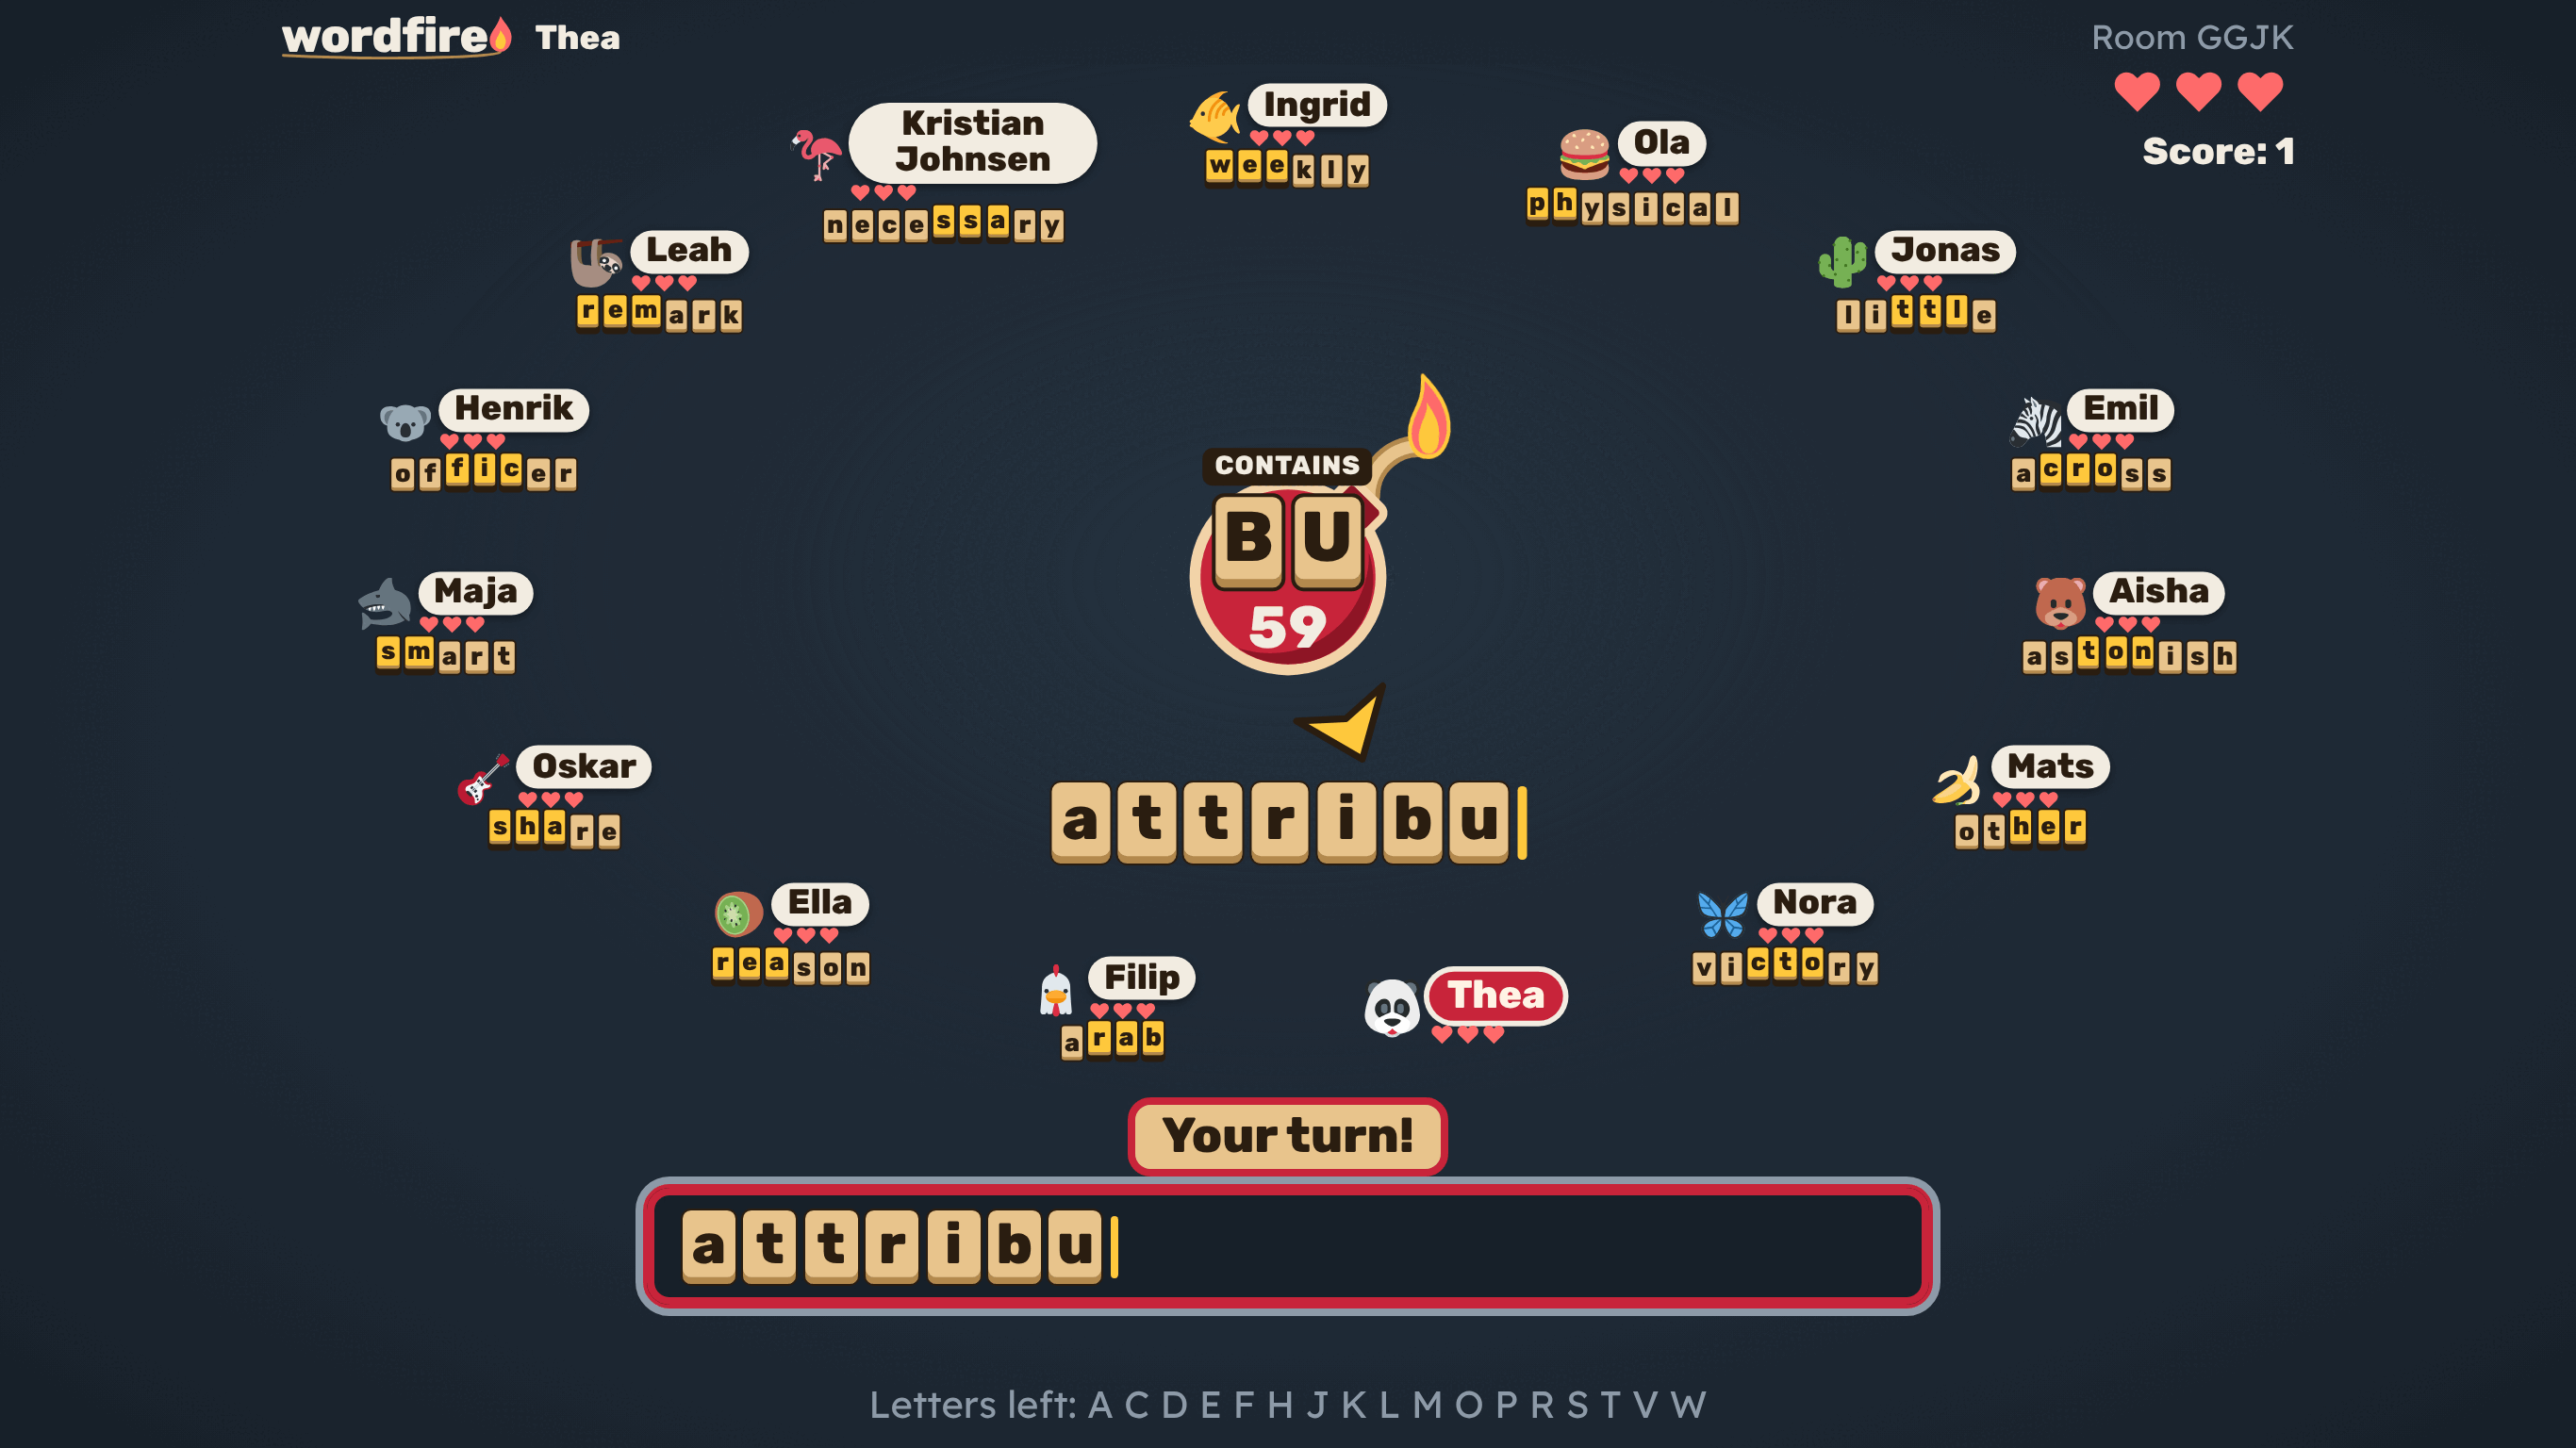 wordfire Thea
Room GGJK
Score: 1
Kristian
Johnsen
necessary
Ingrid
weekly
Ola
physical
Leah
remark
Jonas
little
Henrik
officer
Emil
across
CONTAINS
BU
59
Maja
smart
Aisha
astonish
Oskar
share
Mats
other
attribu
Ella
reason
Nora
victory
Filip
arab
Thea
Your turn!
attribu
Letters left: A C D E F H J K L M O P R S T V W